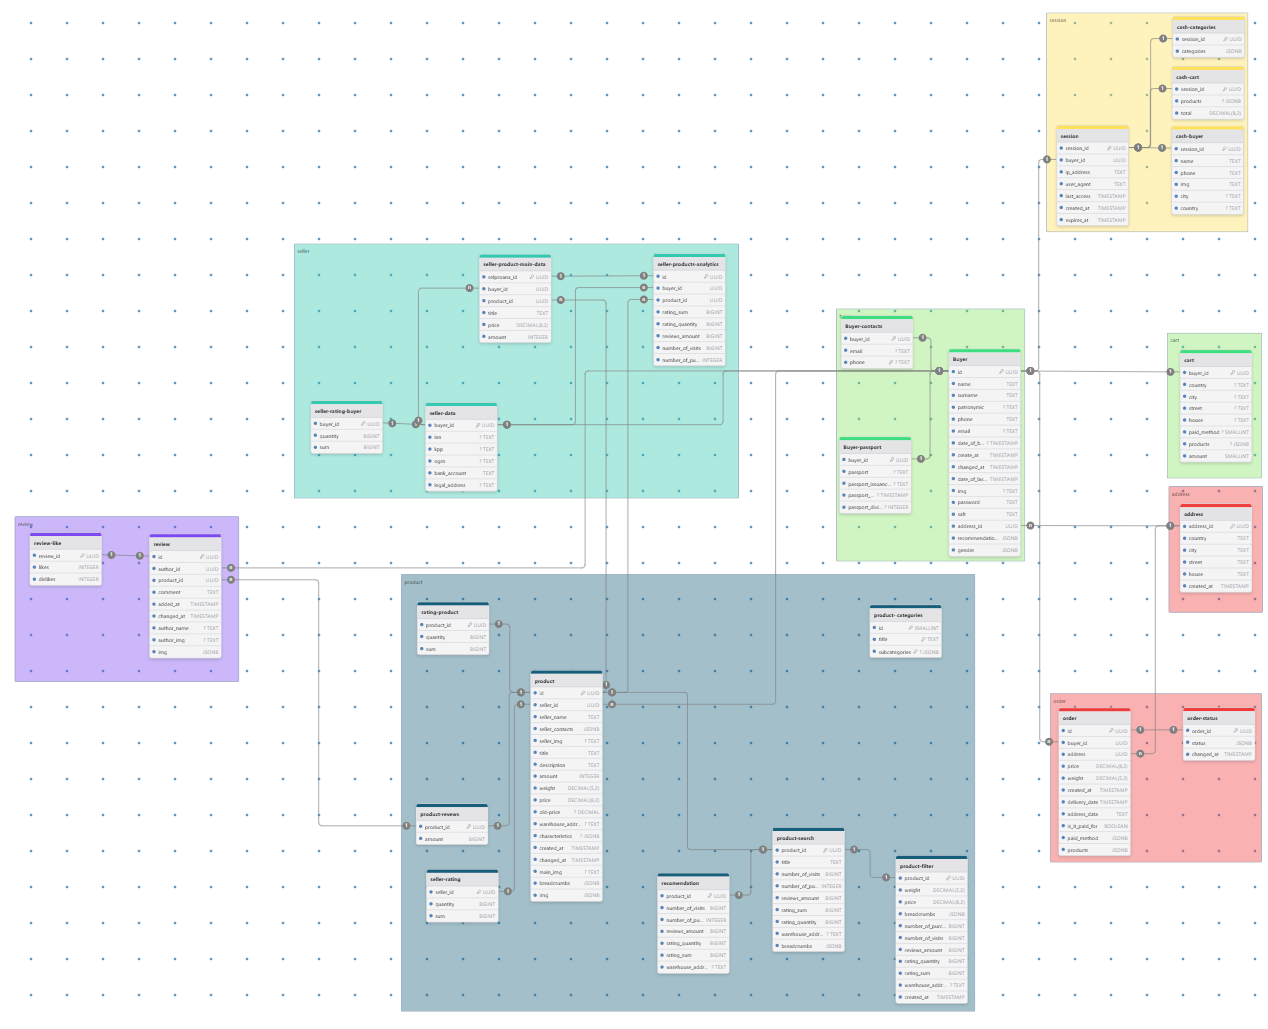 session
cash-categories
session_id UUID
categories JSONB
cash-cart
session_id UUID
products ? JSONB
total DECIMAL(8,2)
cash-buyer
session_id UUID
name TEXT
phone TEXT
img TEXT
city ? TEXT
country ? TEXT
session
session_id UUID
buyer_id UUID
ip_address TEXT
user_agent TEXT
last_access TIMESTAMP
created_at TIMESTAMP
expires_at TIMESTAMP
seller
seller-product-main-data
selproana_id UUID
buyer_id UUID
product_id UUID
title TEXT
price DECIMAL(8,2)
amount INTEGER
seller-products-analytics
id UUID
buyer_id UUID
product_id UUID
rating_sum BIGINT
rating_quantity BIGINT
reviews_amount BIGINT
number_of_visits BIGINT
number_of_pu... INTEGER
seller-rating-buyer
buyer_id UUID
quantity BIGINT
sum BIGINT
seller-data
buyer_id UUID
? TEXT
kpp ? TEXT
ogrn ? TEXT
bank_account TEXT
legal_address ? TEXT
Buyer-contacts
buyer_id UUID
email ? TEXT
phone ? TEXT
Buyer
id UUID
name TEXT
surname TEXT
patronymic TEXT
phone TEXT
email ? TEXT
date_of_b... ? TIMESTAMP
create_at TIMESTAMP
changed_at TIMESTAMP
date_of_las... TIMESTAMP
img ? TEXT
password TEXT
salt TEXT
address_id UUID
recommendatio... JSONB
gender JSONB
Buyer-passport
buyer_id UUID
passport ? TEXT
passport_issuanc... ? TEXT
passport_... ? TIMESTAMP
passport_divi... ? INTEGER
cart
cart
buyer_id UUID
country ? TEXT
city ? TEXT
street ? TEXT
house ? TEXT
paid_method ? SMALLINT
products ? JSONB
amount SMALLINT
address
address
address_id UUID
country TEXT
city TEXT
street TEXT
house TEXT
created_at TIMESTAMP
review
review-like
review_id UUID
likes INTEGER
dislikes INTEGER
review
id UUID
author_id UUID
product_id UUID
comment TEXT
added_at TIMESTAMP
changed_at TIMESTAMP
author_name ? TEXT
author_img ? TEXT
img JSONB
product
rating-product
product_id UUID
quantity BIGINT
sum BIGINT
product- categories
id SMALLINT
title TEXT
subcategories ? JSONB
product
id UUID
seller_id UUID
seller_name TEXT
seller_contacts JSONB
seller_img ? TEXT
title TEXT
description TEXT
amount INTEGER
weight DECIMAL(5,2)
price DECIMAL(8,2)
old-price ? DECIMAL
warehouse_addr... ? TEXT
characteristics ? JSONB
created_at TIMESTAMP
changed_at TIMESTAMP
main_img ? TEXT
breadcrumbs JSONB
img JSONB
product-revews
product_id UUID
amount BIGINT
seller-rating
seller_id UUID
quantity BIGINT
sum BIGINT
recomendation
product_id UUID
number_of_visits BIGINT
number_of_pu... INTEGER
reviews_amount BIGINT
rating_quantity BIGINT
rating_sum BIGINT
warehouse_addr... ? TEXT
product-search
product_id UUID
title TEXT
number_of_visits BIGINT
number_of_pu... INTEGER
reviews_amount BIGINT
rating_sum BIGINT
rating_quantity BIGINT
warehouse_addr... ? TEXT
breadcrumbs JSONB
product-filter
product_id UUID
weight DECIMAL(5,2)
price DECIMAL(8,2)
breadcrumbs JSONB
number_of_purc... BIGINT
number_of_visits BIGINT
reviews_amount BIGINT
rating_quantity BIGINT
rating_sum BIGINT
warehouse_addr... ? TEXT
created_at TIMESTAMP
order
order
id UUID
buyer_id UUID
address UUID
price DECIMAL(8,2)
weight DECIMAL(5,2)
created_at TIMESTAMP
delivery_date TIMESTAMP
address_data TEXT
is_it_paid_for BOOLEAN
paid_method JSONB
products JSONB
order-status
order_id UUID
status JSONB
changed_at TIMESTAMP